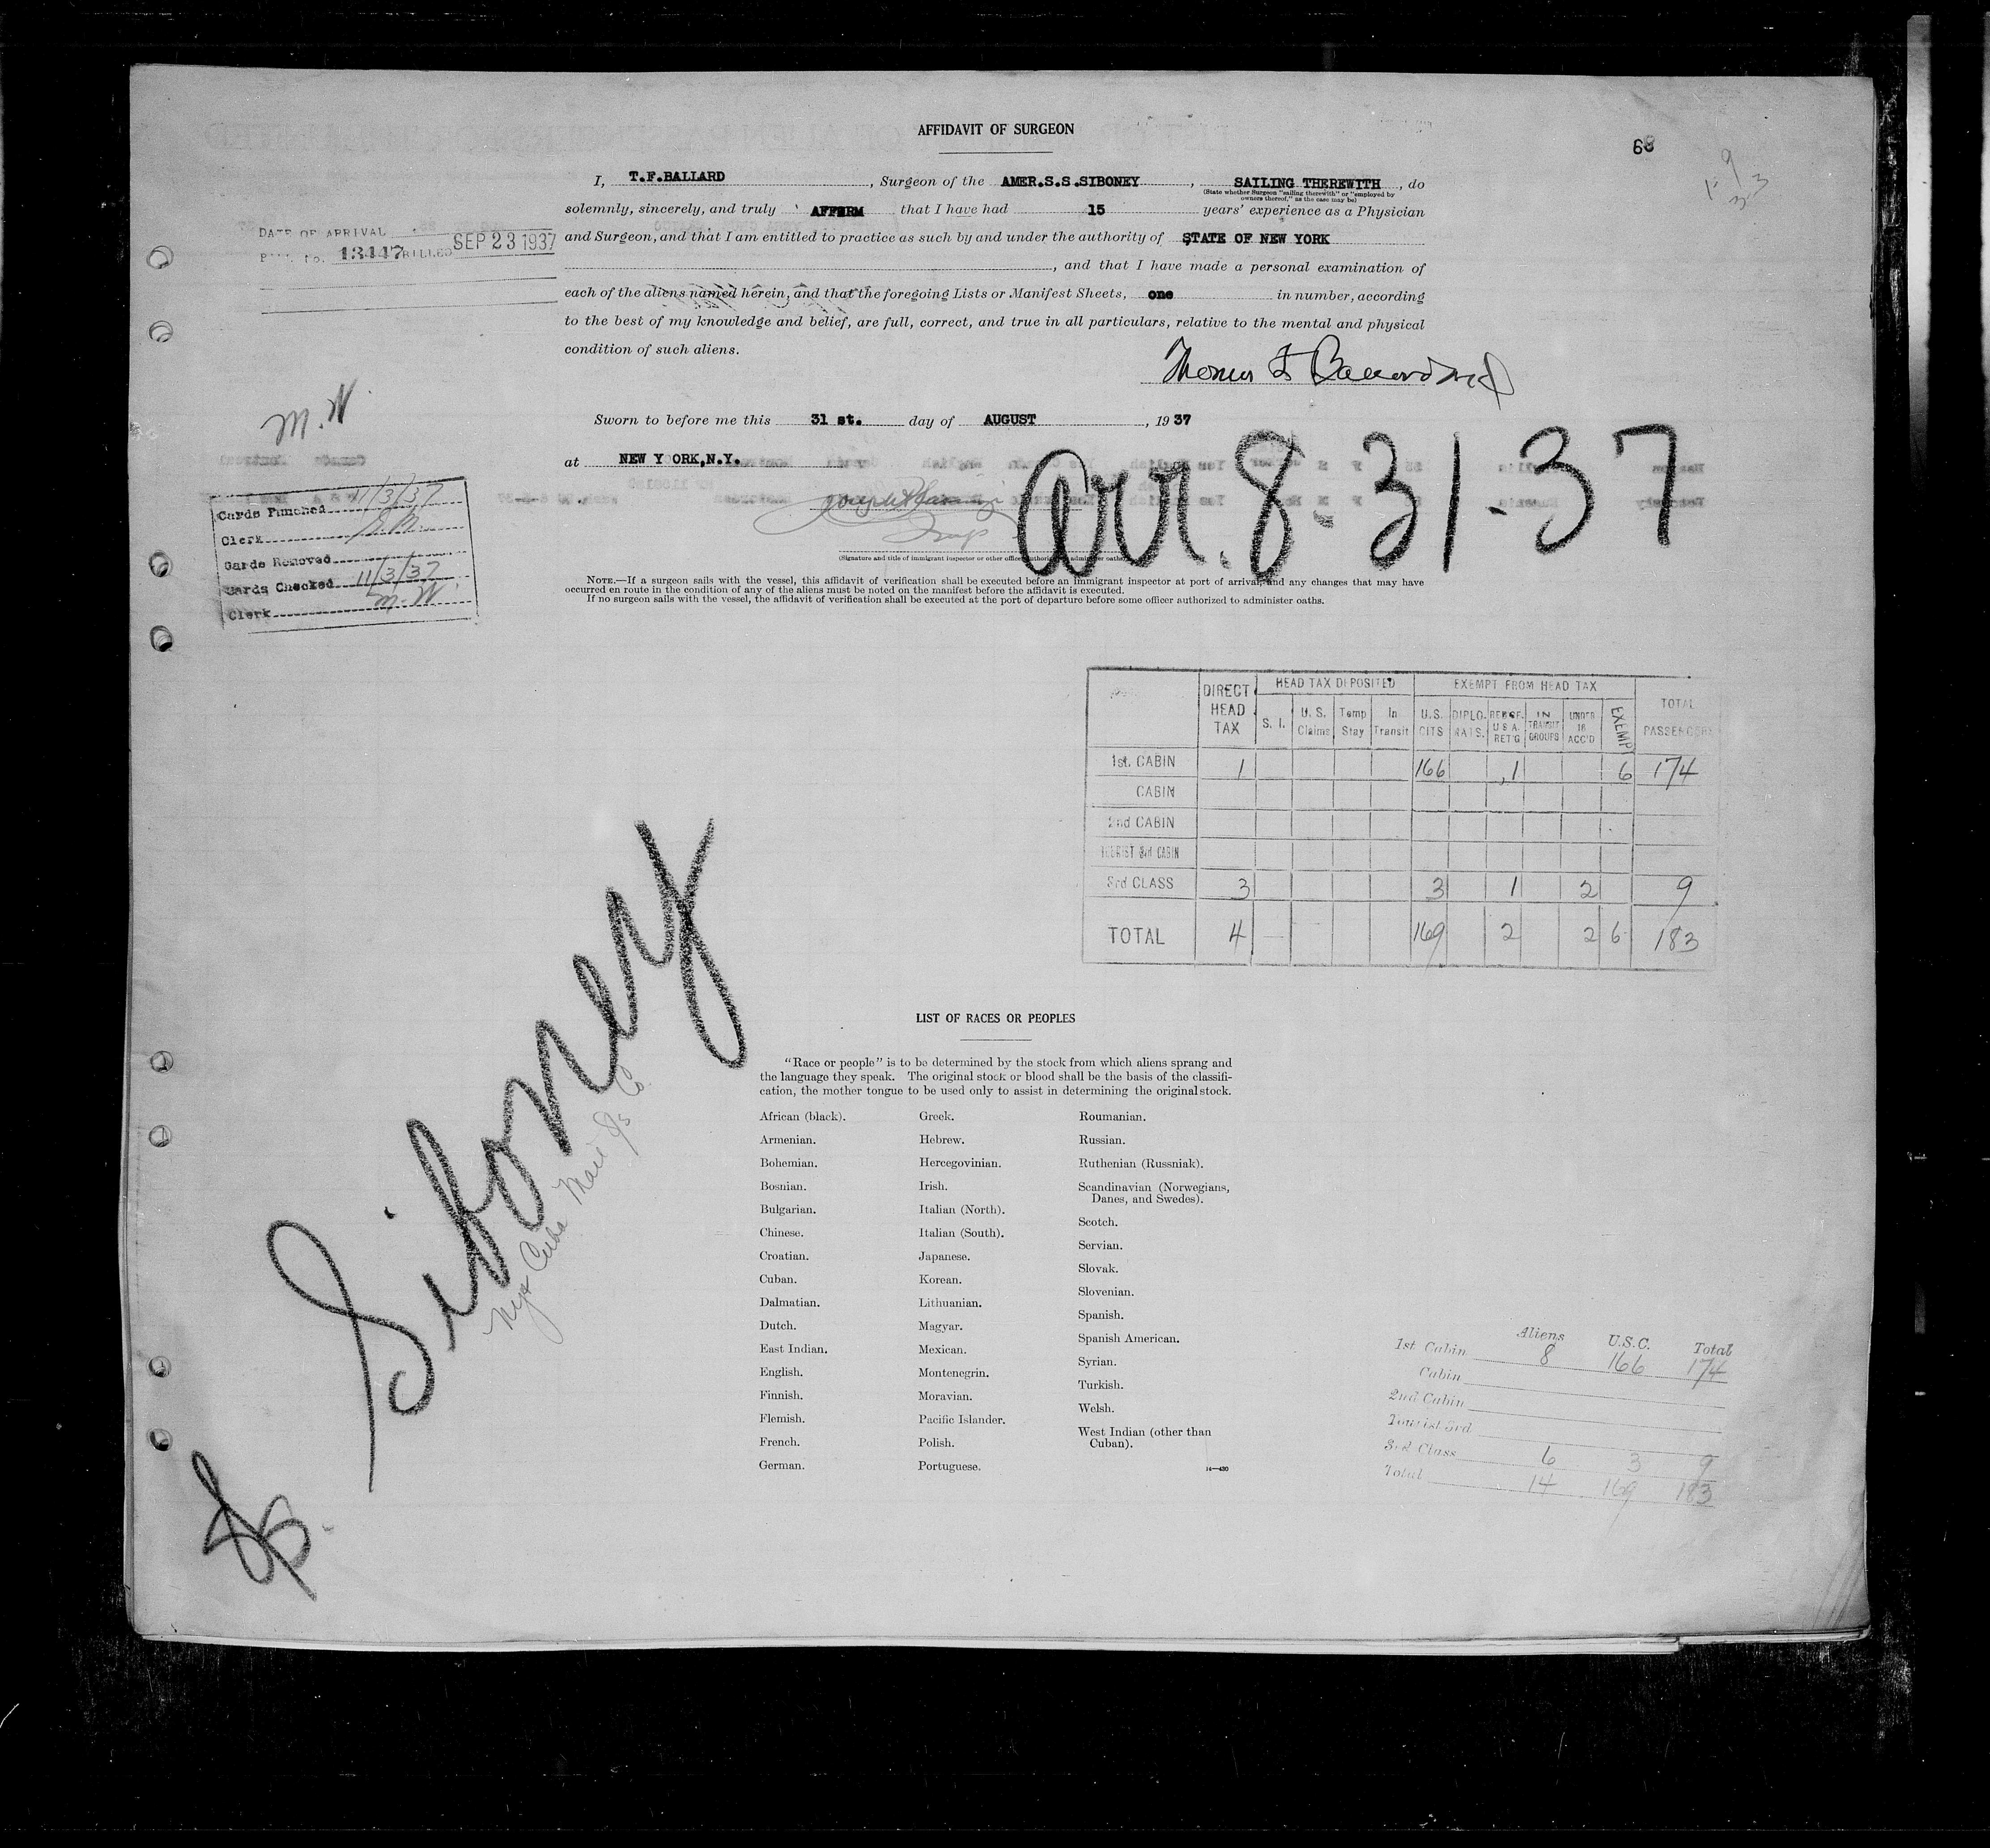 AFFIDAVIT OF SURGEON
68
I, T.F.BALLARD, Surgeon of the AMER.S.S.SIBONEY, SAILING THEREWITH, do
(State whether Surgeon "sailing therewith" or "employed by owners thereof," as the case may be)
solemnly, sincerely, and truly AFFIRM that I have had 15 years' experience as a Physician
and Surgeon, and that I am entitled to practice as such by and under the authority of STATE OF NEW YORK
, and that I have made a personal examination of
each of the aliens named herein, and that the foregoing Lists or Manifest Sheets, one in number, according
to the best of my knowledge and belief, are full, correct, and true in all particulars, relative to the mental and physical
condition of such aliens.
DATE OF ARRIVAL
13447 BILLED SEP 23 1937
Thomas F Ballard MD
M.W.
Sworn to before me this 31 st. day of AUGUST, 1937
at NEW Y ORK,N.Y.
arr. 8-31-37
Insp
(Signature and title of immigrant inspector or other officer authorized to administer oaths)
Cards Punched 11/3/37
Clerk
Cards Removed
Cards Checked 11/3/37
Clerk M.W.
NOTE.—If a surgeon sails with the vessel, this affidavit of verification shall be executed before an immigrant inspector at port of arrival, and any changes that may have
occurred en route in the condition of any of the aliens must be noted on the manifest before the affidavit is executed.
If no surgeon sails with the vessel, the affidavit of verification shall be executed at the port of departure before some officer authorized to administer oaths.
DIRECT HEAD TAX HEAD TAX DEPOSITED EXEMPT FROM HEAD TAX TOTAL PASSENGERS
S. I. U. S. Claims Temp Stay In Transit U.S. CITS DIPLOMATS. U.S.A. RET'G IN TRANSIT GROUPS UNDER 16 ACC'D EXEMPT
1st. CABIN 1 166 1 6 174
CABIN
2nd CABIN
TOURIST 3rd CABIN
3rd CLASS 3 3 1 2 9
TOTAL 4 169 2 2 6 183
Siboney
Ny & Cuba Mail SS Co.
LIST OF RACES OR PEOPLES
"Race or people" is to be determined by the stock from which aliens sprang and
the language they speak. The original stock or blood shall be the basis of the classifi-
cation, the mother tongue to be used only to assist in determining the original stock.
African (black).
Armenian.
Bohemian.
Bosnian.
Bulgarian.
Chinese.
Croatian.
Cuban.
Dalmatian.
Dutch.
East Indian.
English.
Finnish.
Flemish.
French.
German.
Greek.
Hebrew.
Hercegovinian.
Irish.
Italian (North).
Italian (South).
Japanese.
Korean.
Lithuanian.
Magyar.
Mexican.
Montenegrin.
Moravian.
Pacific Islander.
Polish.
Portuguese.
Roumanian.
Russian.
Ruthenian (Russniak).
Scandinavian (Norwegians,
Danes, and Swedes).
Scotch.
Servian.
Slovak.
Slovenian.
Spanish.
Spanish American.
Syrian.
Turkish.
Welsh.
West Indian (other than
Cuban).
14—430
Aliens U.S.C. Total
1st Cabin 8 166 174
Cabin
2nd Cabin
Tourist 3rd
3rd Class 6 3 9
Total 14 169 183